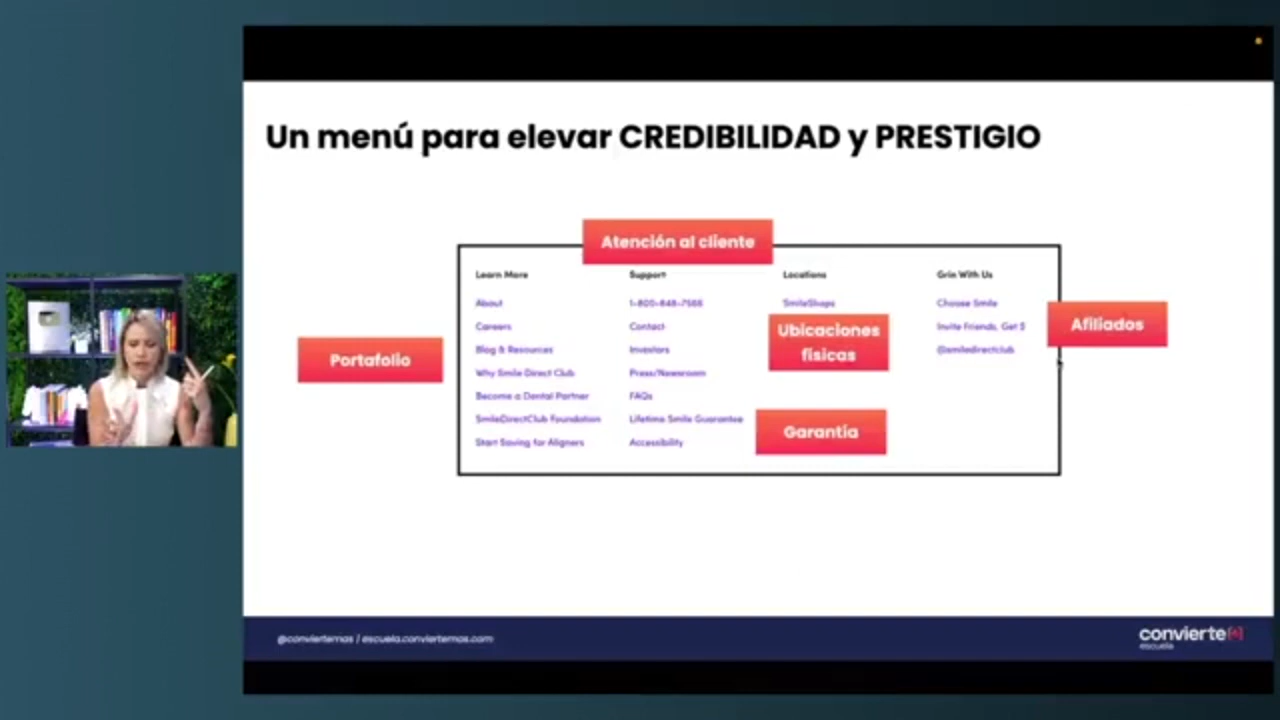 Un menú para elevar CREDIBILIDAD y PRESTIGIO
Atención al cliente
Learn More
About
Careers
Blog & Resources
Why Smile Direct Club
Become a Dental Partner
SmileDirectClub Foundation
Start Saving for Aligners
Support
1-800-848-7566
Contact
Investors
Press/Newsroom
FAQs
Lifetime Smile Guarantee
Accessibility
Locations
SmileShops
Ubicaciones
físicas
Garantía
Grin With Us
Choose Smile
Invite Friends, Get $
@smiledirectclub
Afiliados
Portafolio
@conviertemas | escuela.conviertemas.com
convierte
escuela